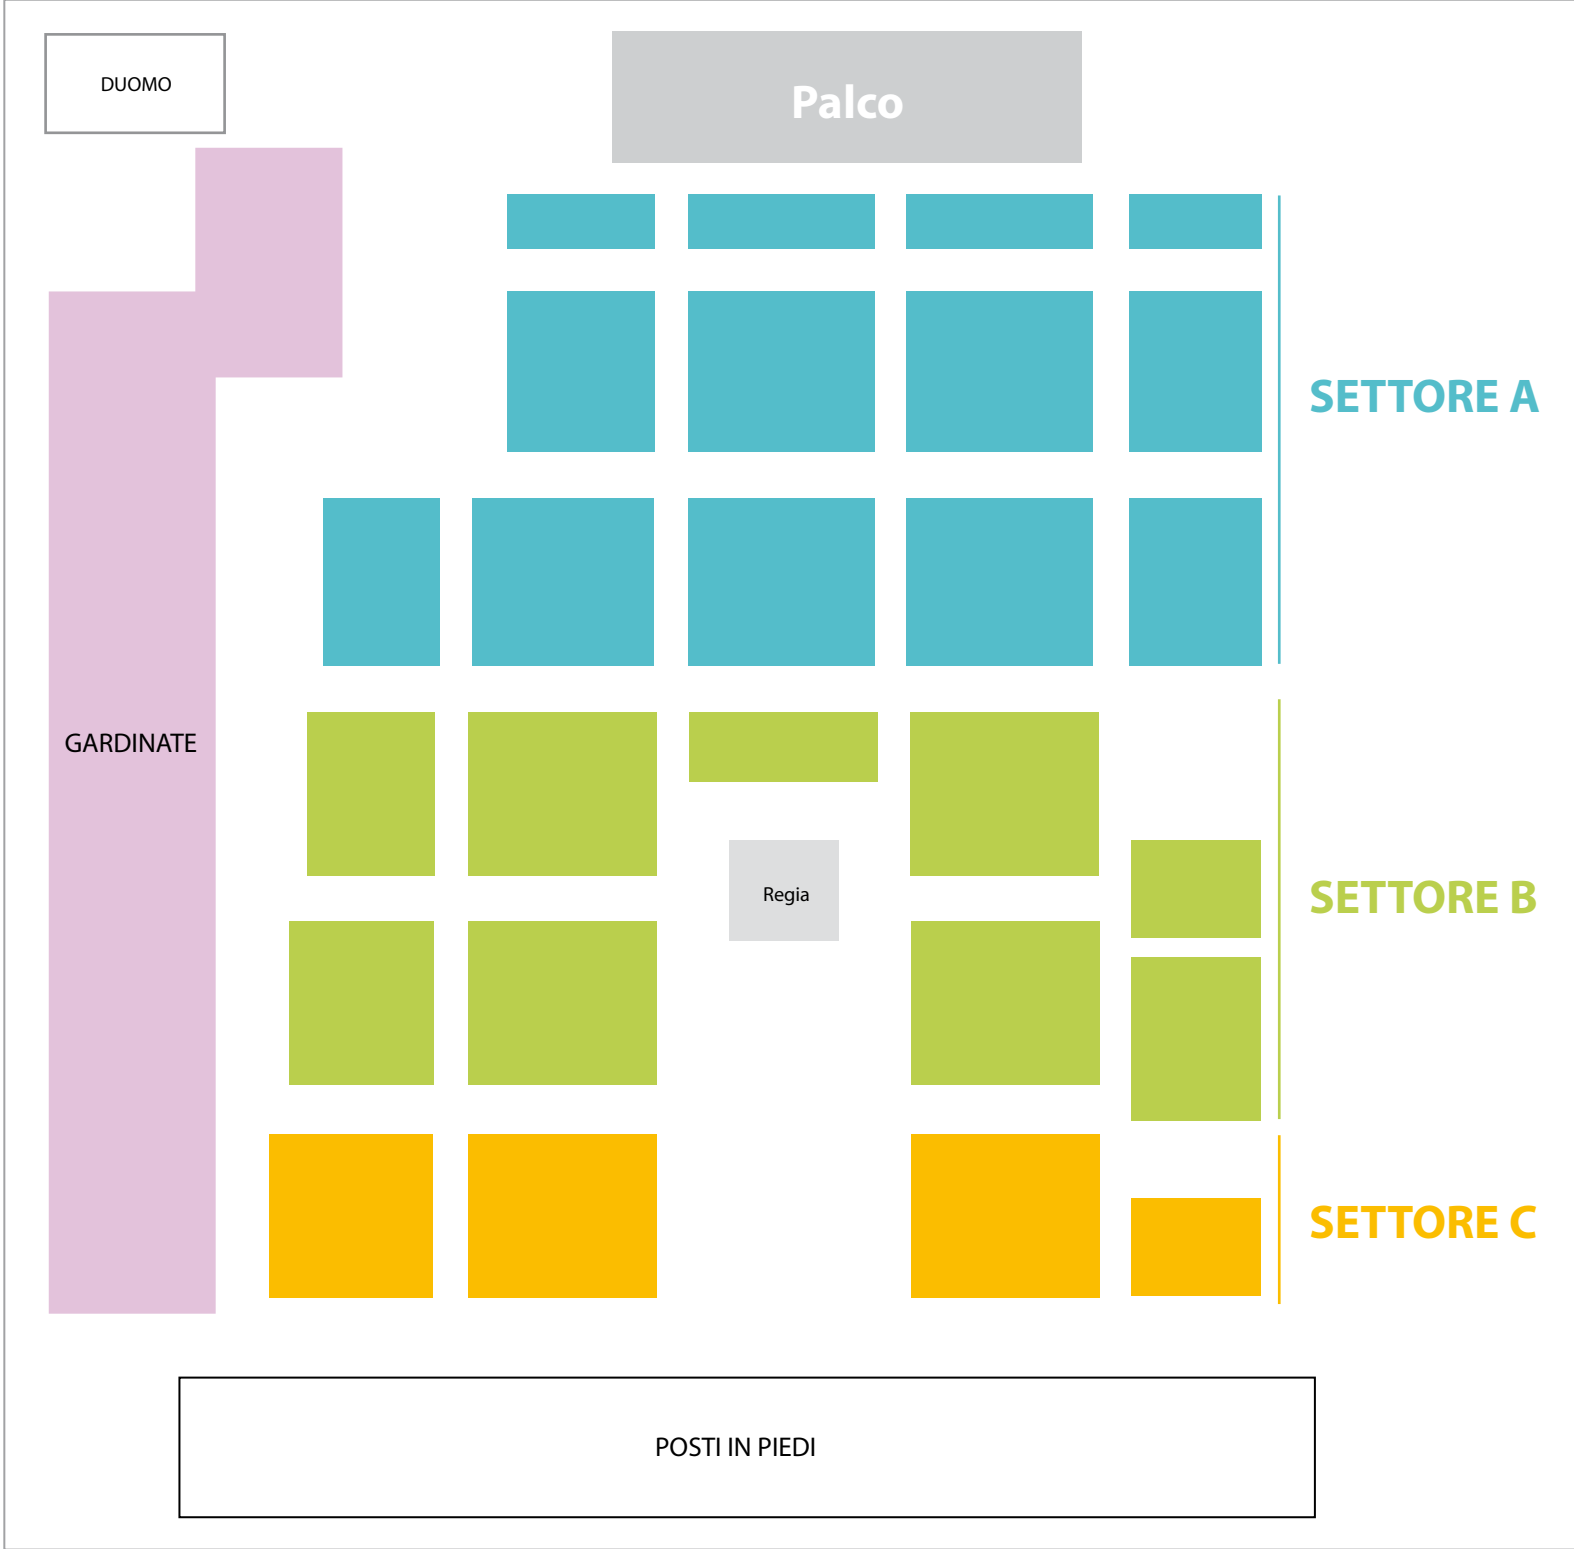 DUOMO
Palco
SETTORE A
GARDINATE
Regia
SETTORE B
SETTORE C
POSTI IN PIEDI